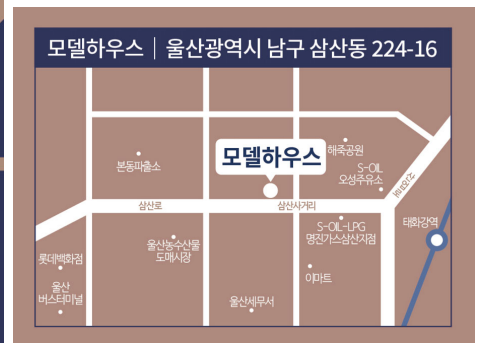 모델하우스 | 울산광역시 남구 삼산동 224-16
본동파출소
모델하우스
해죽공원
S-OIL
오성주유소
산업로
삼산로
삼산사거리
S-OIL-LPG
명진가스삼산지점
태화강역
울산농수산물
도매시장
롯데백화점
이마트
울산
버스터미널
울산세무서